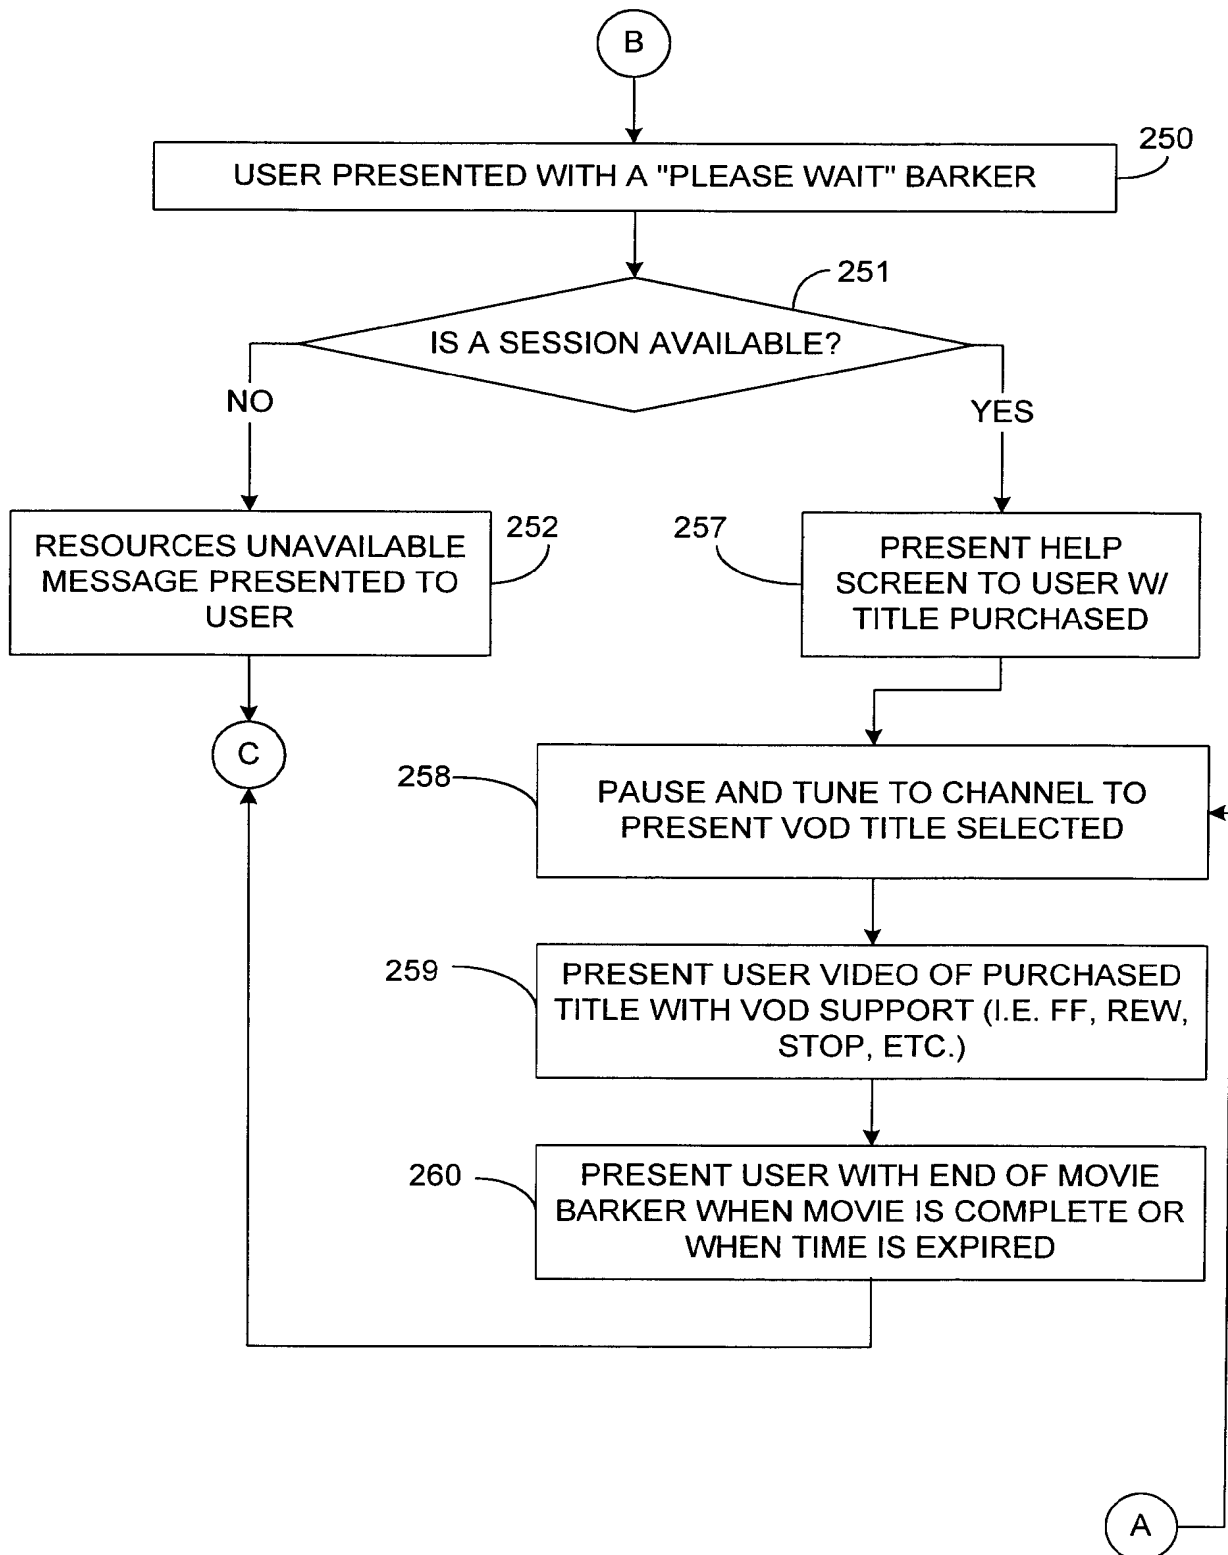 B
250
USER PRESENTED WITH A "PLEASE WAIT" BARKER
251
IS A SESSION AVAILABLE?
NO
YES
252
RESOURCES UNAVAILABLE
MESSAGE PRESENTED TO
USER
257
PRESENT HELP
SCREEN TO USER W/
TITLE PURCHASED
C
258
PAUSE AND TUNE TO CHANNEL TO
PRESENT VOD TITLE SELECTED
259
PRESENT USER VIDEO OF PURCHASED
TITLE WITH VOD SUPPORT (I.E. FF, REW,
STOP, ETC.)
260
PRESENT USER WITH END OF MOVIE
BARKER WHEN MOVIE IS COMPLETE OR
WHEN TIME IS EXPIRED
A